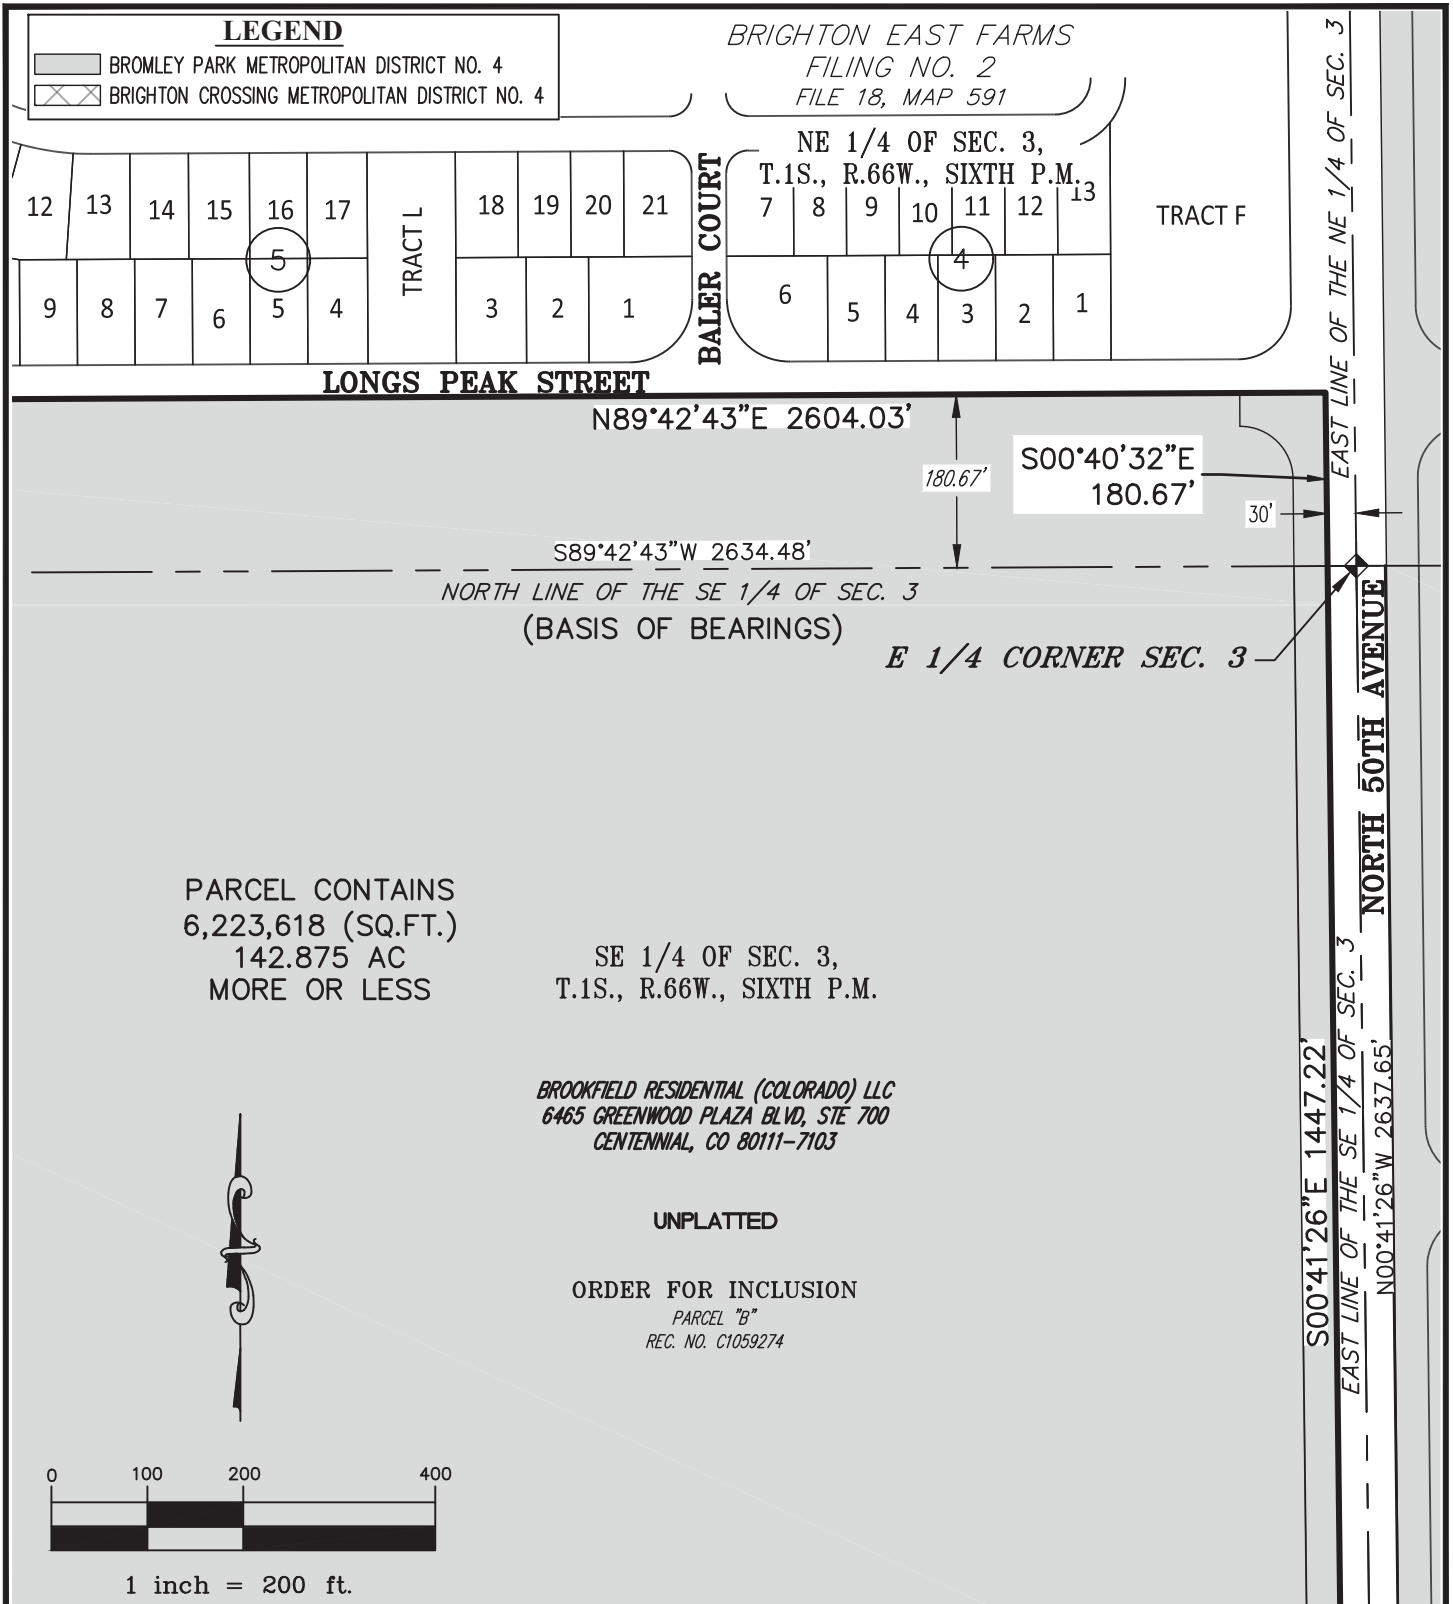 LEGEND
BROMLEY PARK METROPOLITAN DISTRICT NO. 4
BRIGHTON CROSSING METROPOLITAN DISTRICT NO. 4
BRIGHTON EAST FARMS
FILING NO. 2
FILE 18, MAP 591
NE 1/4 OF SEC. 3,
T.1S., R.66W., SIXTH P.M.
12 13 14 15 16 17
TRACT L
18 19 20 21
BALER COURT
7 8 9 10 11 12 13
TRACT F
5
4
9 8 7 6 5 4
3 2 1
6 5 4 3 2 1
EAST LINE OF THE NE 1/4 OF SEC. 3
LONGS PEAK STREET
N89°42'43"E 2604.03'
180.67'
S00°40'32"E
180.67'
30'
S89°42'43"W 2634.48'
NORTH LINE OF THE SE 1/4 OF SEC. 3
(BASIS OF BEARINGS)
E 1/4 CORNER SEC. 3
NORTH 50TH AVENUE
PARCEL CONTAINS
6,223,618 (SQ.FT.)
142.875 AC
MORE OR LESS
SE 1/4 OF SEC. 3,
T.1S., R.66W., SIXTH P.M.
BROOKFIELD RESIDENTIAL (COLORADO) LLC
6465 GREENWOOD PLAZA BLVD, STE 700
CENTENNIAL, CO 80111-7103
UNPLATTED
ORDER FOR INCLUSION
PARCEL "B"
REC. NO. C1059274
S00°41'26"E 1447.22'
EAST LINE OF THE SE 1/4 OF SEC. 3
N00°41'26"W 2637.65'
0 100 200 400
1 inch = 200 ft.